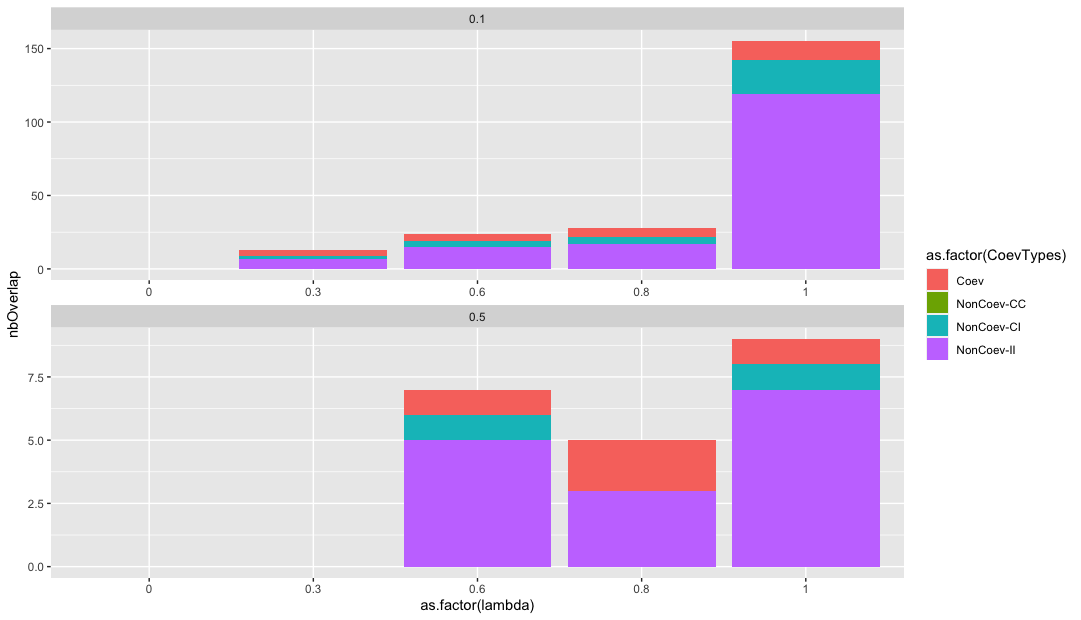 0.1
150
100
50
0
0
0.3
0.6
0.8
1
nbOverlap
0.5
7.5
5.0
2.5
0.0
0
0.3
0.6
0.8
1
as.factor(lambda)
as.factor(CoevTypes)
Coev
NonCoev-CC
NonCoev-CI
NonCoev-II